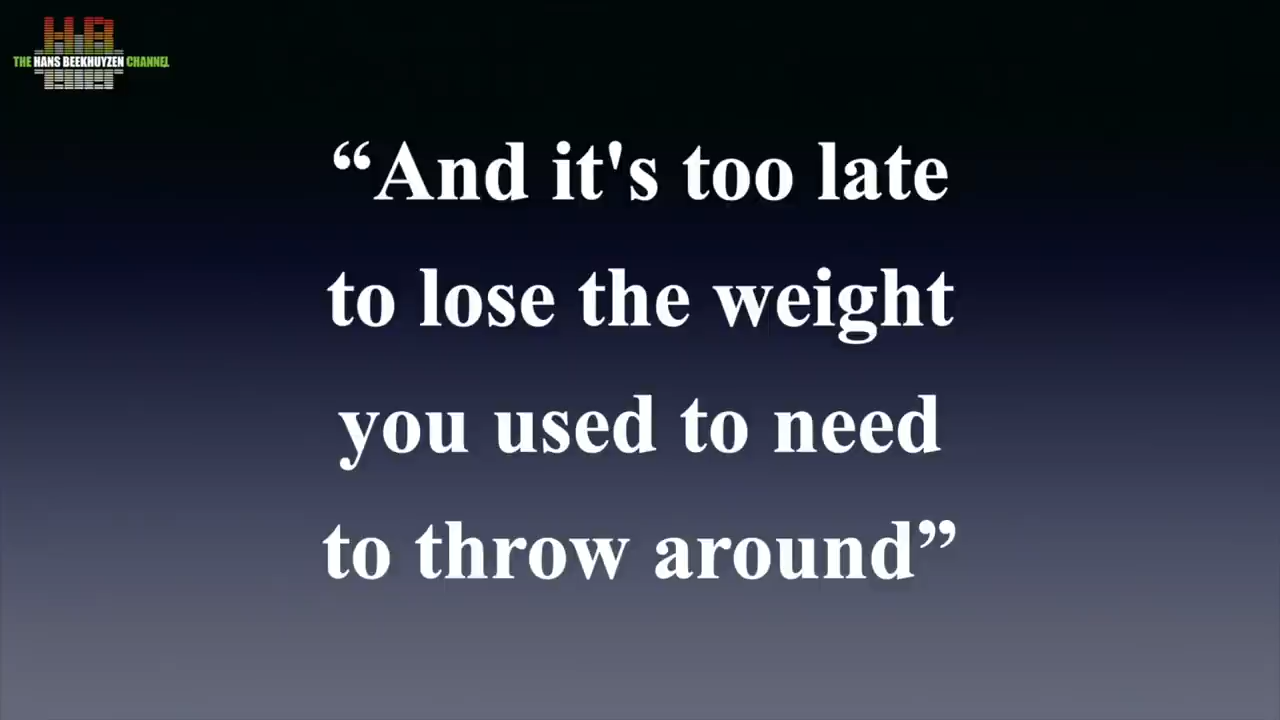 THE HANS BEEKHUYZEN CHANNEL
“And it's too late
to lose the weight
you used to need
to throw around”